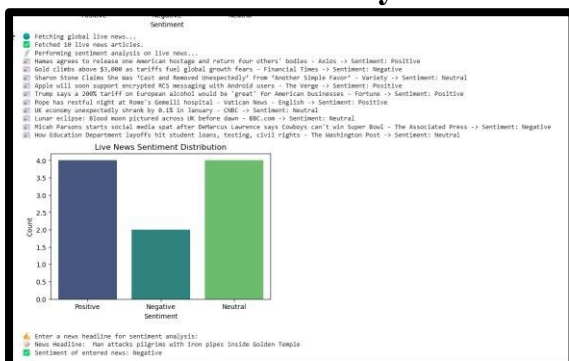 Positive Negative Neutral
Sentiment
Fetching global live news...
Fetched 10 live news articles.
Performing sentiment analysis on live news...
Hamas agrees to release one American hostage and return four others' bodies - Axios -> Sentiment: Positive
Gold climbs above $3,000 as tariffs fuel global growth fears - Financial Times -> Sentiment: Negative
Sharon Stone Claims She Was 'Cast and Removed Unexpectedly' From 'Another Simple Favor' - Variety -> Sentiment: Neutral
Apple will soon support encrypted RCS messaging with Android users - The Verge -> Sentiment: Positive
Trump says a 200% tariff on European alcohol would be 'great' for American businesses - Fortune -> Sentiment: Positive
Pope has restful night at Rome's Gemelli hospital - Vatican News - English -> Sentiment: Positive
UK economy unexpectedly shrank by 0.1% in January - CNBC -> Sentiment: Neutral
Lunar eclipse: Blood moon pictured across UK before dawn - BBC.com -> Sentiment: Neutral
Micah Parsons starts social media spat after DeMarcus Lawrence says Cowboys can't win Super Bowl - The Associated Press -> Sentiment: Negative
How Education Department layoffs hit student loans, testing, civil rights - The Washington Post -> Sentiment: Neutral
Live News Sentiment Distribution
4.0
3.5
3.0
2.5
2.0
1.5
1.0
0.5
0.0
Count
Positive Negative Neutral
Sentiment
Enter a news headline for sentiment analysis:
News Headline: Man attacks pilgrims with iron pipes inside Golden Temple
Sentiment of entered news: Negative